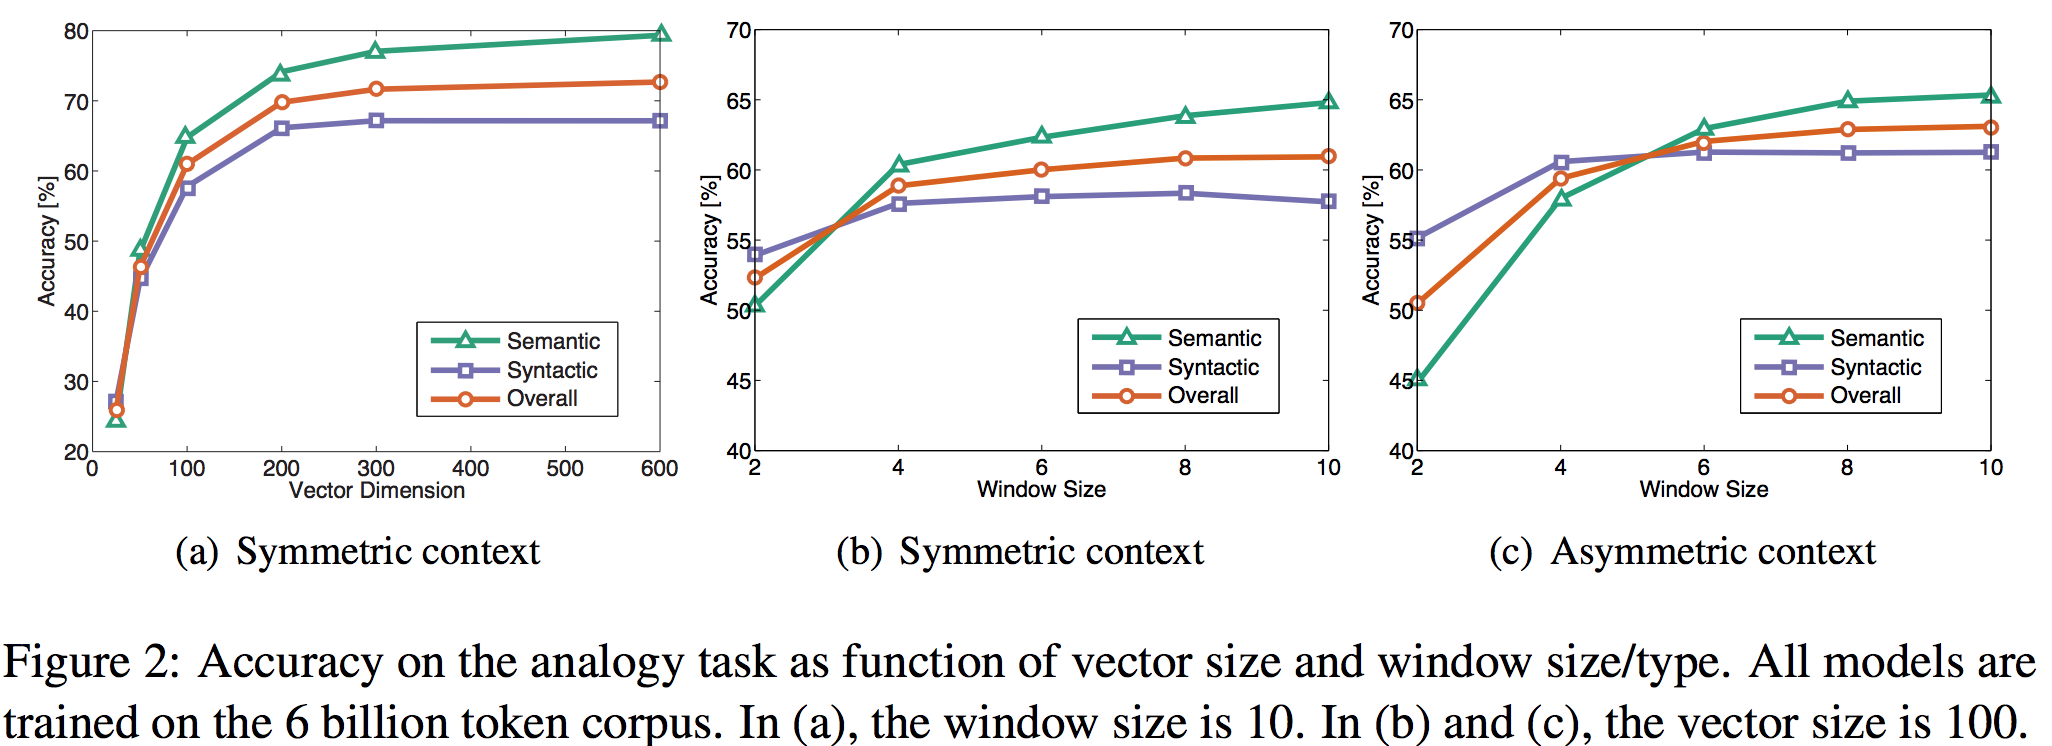 80
70
60
50
40
30
20
Accuracy [%]
0 100 200 300 400 500 600
Vector Dimension
Semantic
Syntactic
Overall
(a) Symmetric context
70
65
60
55
50
45
40
Accuracy [%]
2 4 6 8 10
Window Size
Semantic
Syntactic
Overall
(b) Symmetric context
70
65
60
55
50
45
40
Accuracy [%]
2 4 6 8 10
Window Size
Semantic
Syntactic
Overall
(c) Asymmetric context
Figure 2: Accuracy on the analogy task as function of vector size and window size/type. All models are
trained on the 6 billion token corpus. In (a), the window size is 10. In (b) and (c), the vector size is 100.